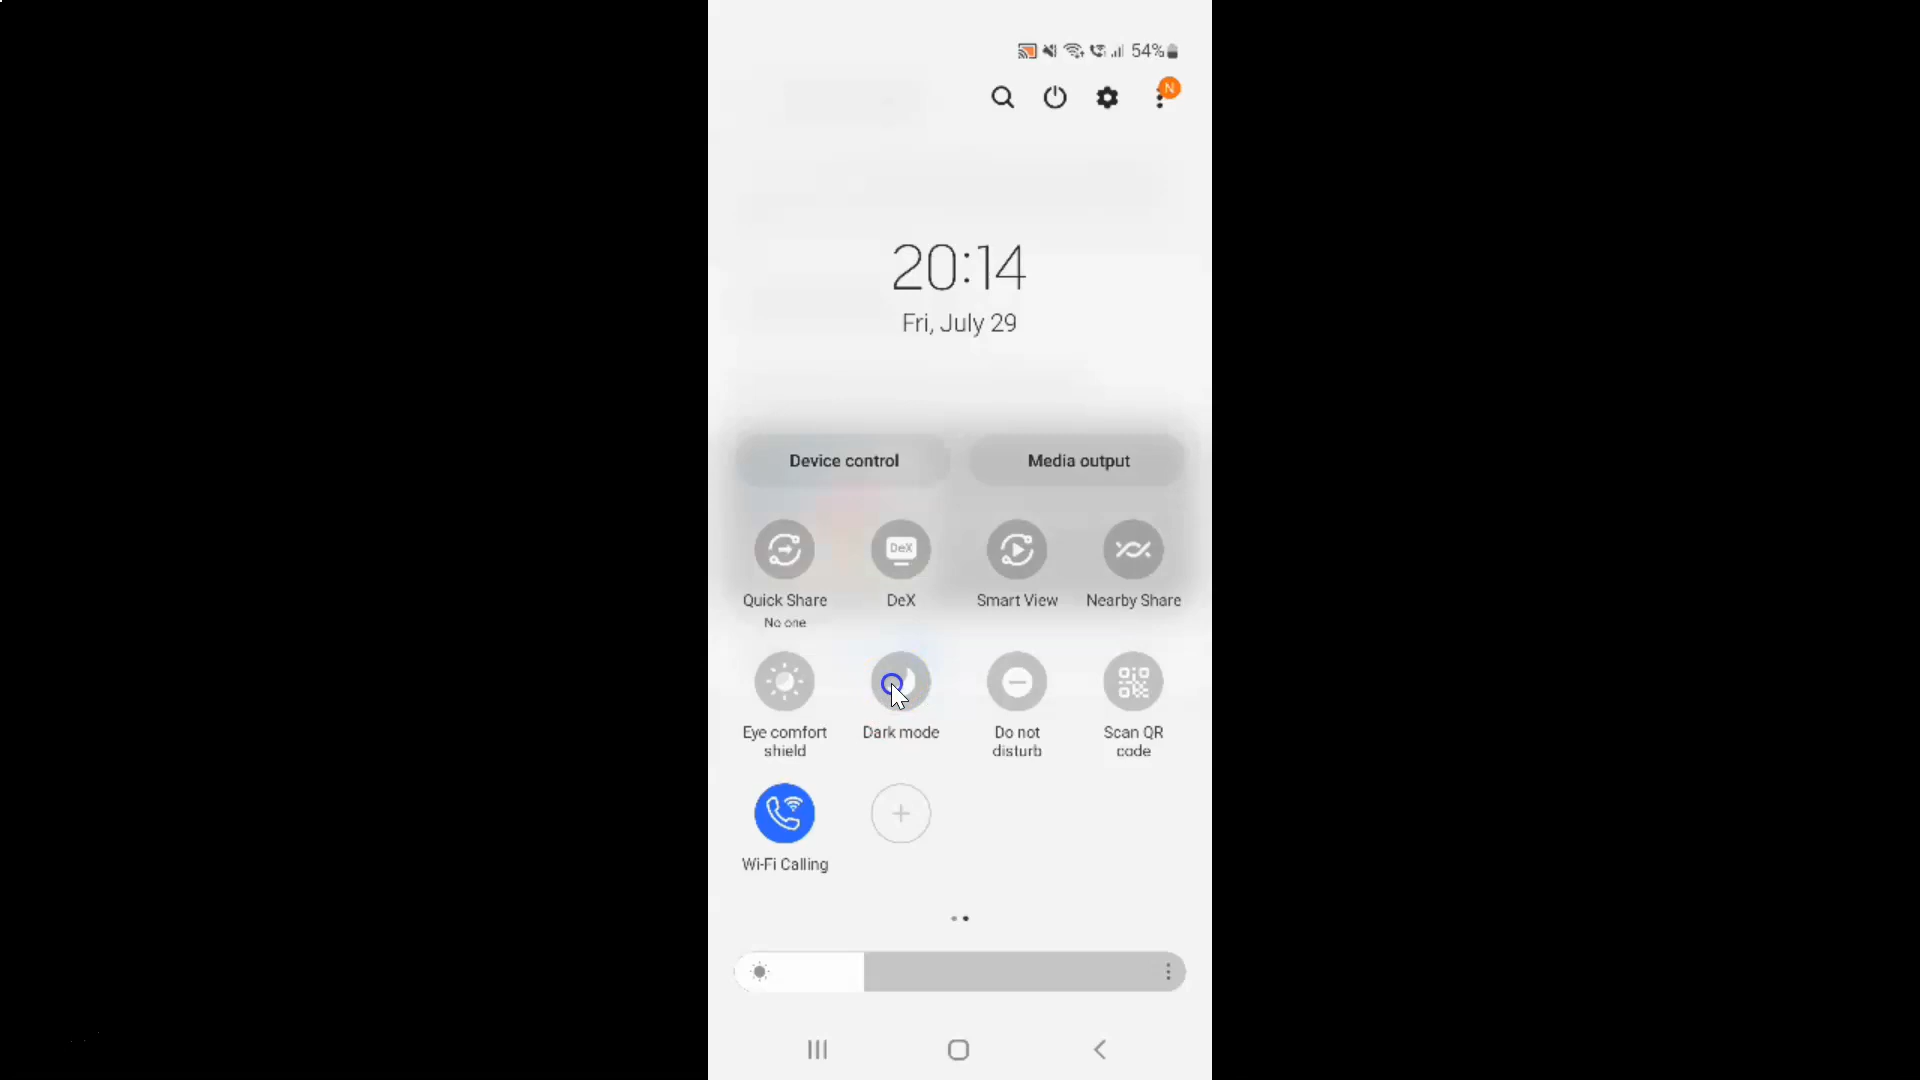 54%
N
20:14
Fri, July 29
Device control
Media output
Quick Share
No one
DeX
DeX
Smart View
Nearby Share
Eye comfort
shield
Dark mode
Do not
disturb
Scan QR
code
Wi-Fi Calling